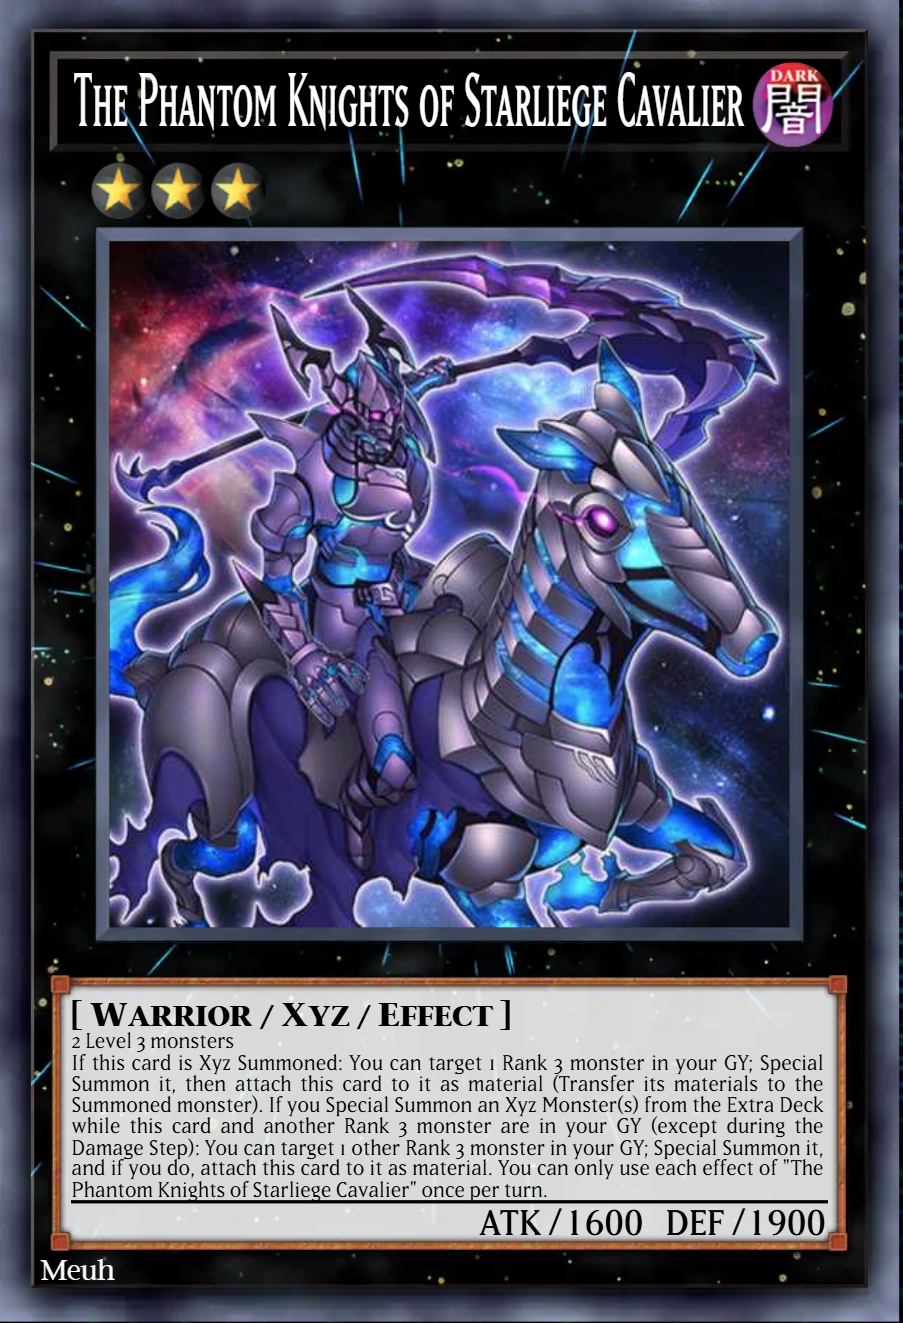 The Phantom Knights of Starliege Cavalier
DARK
闇
[ Warrior / Xyz / Effect ]
2 Level 3 monsters
If this card is Xyz Summoned: You can target 1 Rank 3 monster in your GY; Special
Summon it, then attach this card to it as material (Transfer its materials to the
Summoned monster). If you Special Summon an Xyz Monster(s) from the Extra Deck
while this card and another Rank 3 monster are in your GY (except during the
Damage Step): You can target 1 other Rank 3 monster in your GY; Special Summon it,
and if you do, attach this card to it as material. You can only use each effect of "The
Phantom Knights of Starliege Cavalier" once per turn.
ATK / 1600 DEF / 1900
Meuh